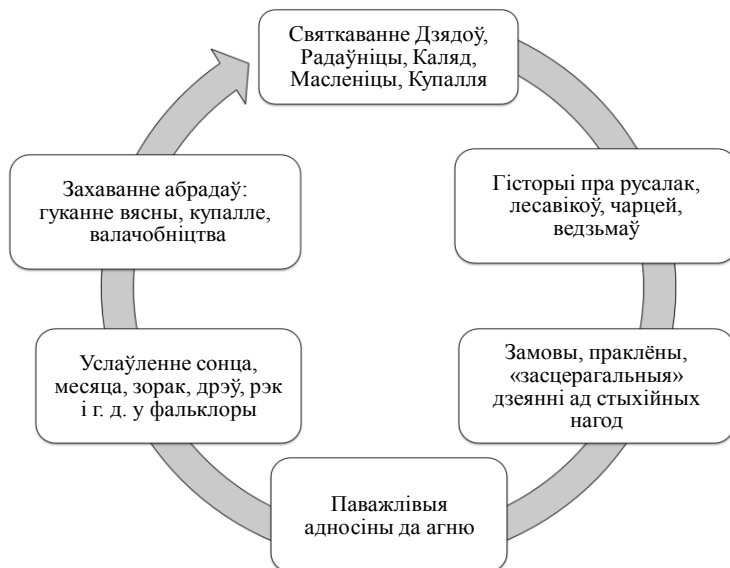 Святкаванне Дзядоў,
Радаўніцы, Каляд,
Масленіцы, Купалля
Гісторыі пра русалак,
лесавікоў, чарцей,
ведзьмаў
Замовы, праклёны,
«засцерагальныя»
дзеянні ад стыхійных
нагод
Паважлівыя
адносіны да агню
Услаўленне сонца,
месяца, зорак, дрэў, рэк
і г. д. у фальклоры
Захаванне абрадаў:
гуканне вясны, купалле,
валачобніцтва